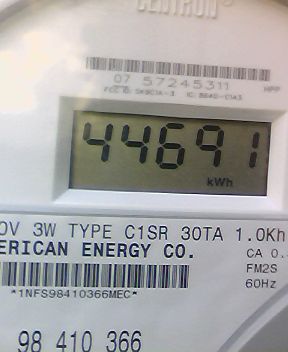 CENTRON®
07 57245311
44691
kWh
0V 3W TYPE C1SR 30TA 1.0Kh
ERICAN ENERGY CO.
CA 0.
FM2S
60Hz
*1NFS98410366MEC*
98 410 366